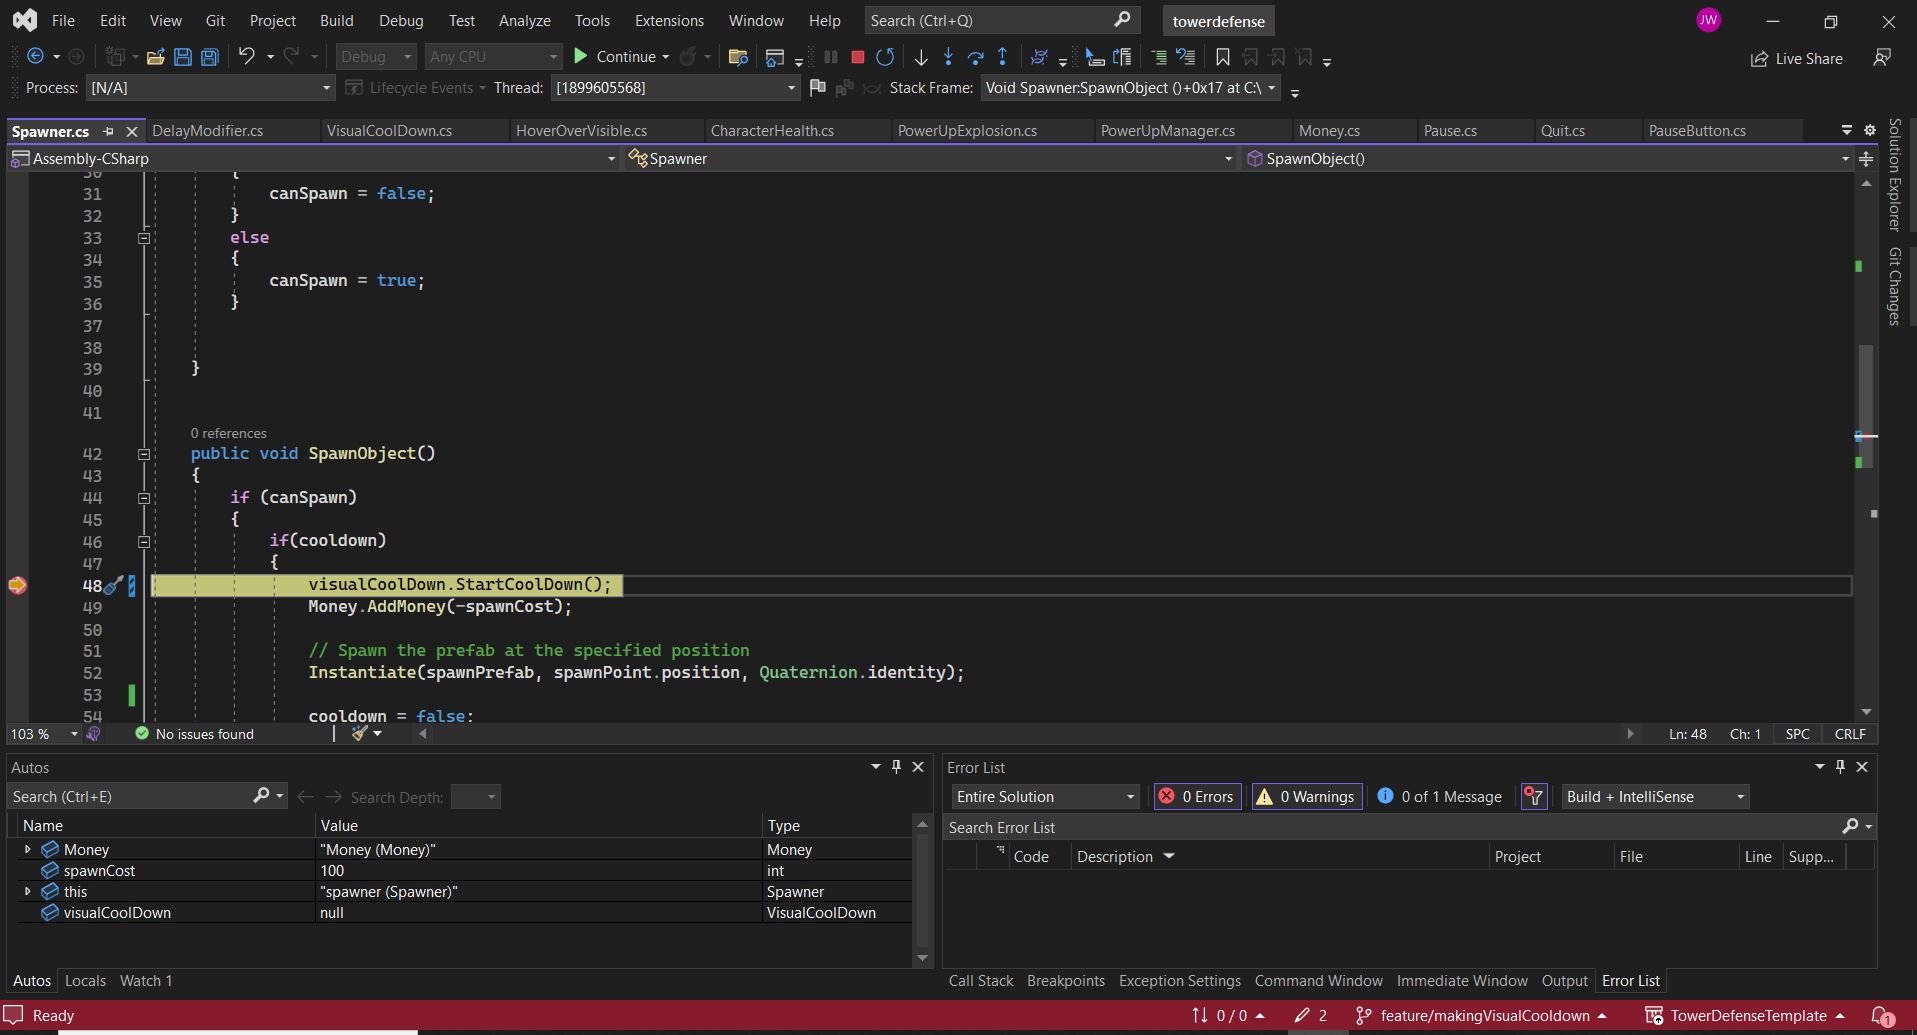 File Edit View Git Project Build Debug Test Analyze Tools Extensions Window Help Search (Ctrl+Q) towerdefense JW
Debug Any CPU Continue Live Share
Process: [N/A] Lifecycle Events Thread: [1899605568] Stack Frame: Void Spawner:SpawnObject ()+0x17 at C:\
Spawner.cs DelayModifier.cs VisualCoolDown.cs HoverOverVisible.cs CharacterHealth.cs PowerUpExplosion.cs PowerUpManager.cs Money.cs Pause.cs Quit.cs PauseButton.cs
Assembly-CSharp Spawner SpawnObject()
Solution Explorer
Git Changes
30 {
31 canSpawn = false;
32 }
33 else
34 {
35 canSpawn = true;
36 }
37
38
39 }
40
41
0 references
42 public void SpawnObject()
43 {
44 if (canSpawn)
45 {
46 if(cooldown)
47 {
48 visualCoolDown.StartCoolDown();
49 Money.AddMoney(-spawnCost);
50
51 // Spawn the prefab at the specified position
52 Instantiate(spawnPrefab, spawnPoint.position, Quaternion.identity);
53
54 cooldown = false;
103 % No issues found Ln: 48 Ch: 1 SPC CRLF
Autos
Search (Ctrl+E) Search Depth:
Name Value Type
Money "Money (Money)" Money
spawnCost 100 int
this "spawner (Spawner)" Spawner
visualCoolDown null VisualCoolDown
Autos Locals Watch 1
Error List
Entire Solution 0 Errors 0 Warnings 0 of 1 Message Build + IntelliSense
Search Error List
Code Description Project File Line Supp...
Call Stack Breakpoints Exception Settings Command Window Immediate Window Output Error List
Ready 0 / 0 2 feature/makingVisualCooldown TowerDefenseTemplate 1